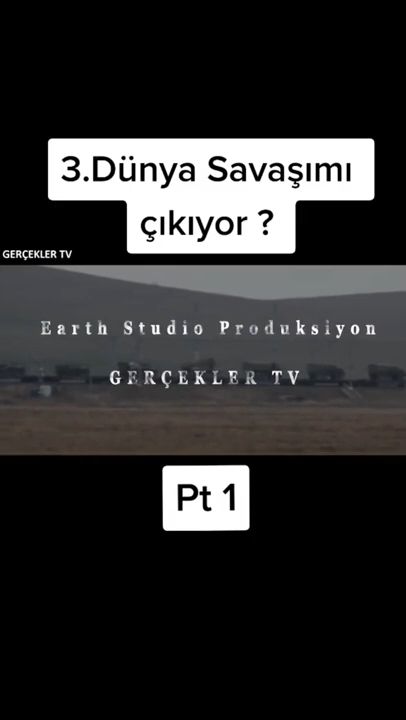 3.Dünya Savaşımı
çıkıyor ?
GERÇEKLER TV
Earth Studio Produksiyon
GERÇEKLER TV
Pt 1